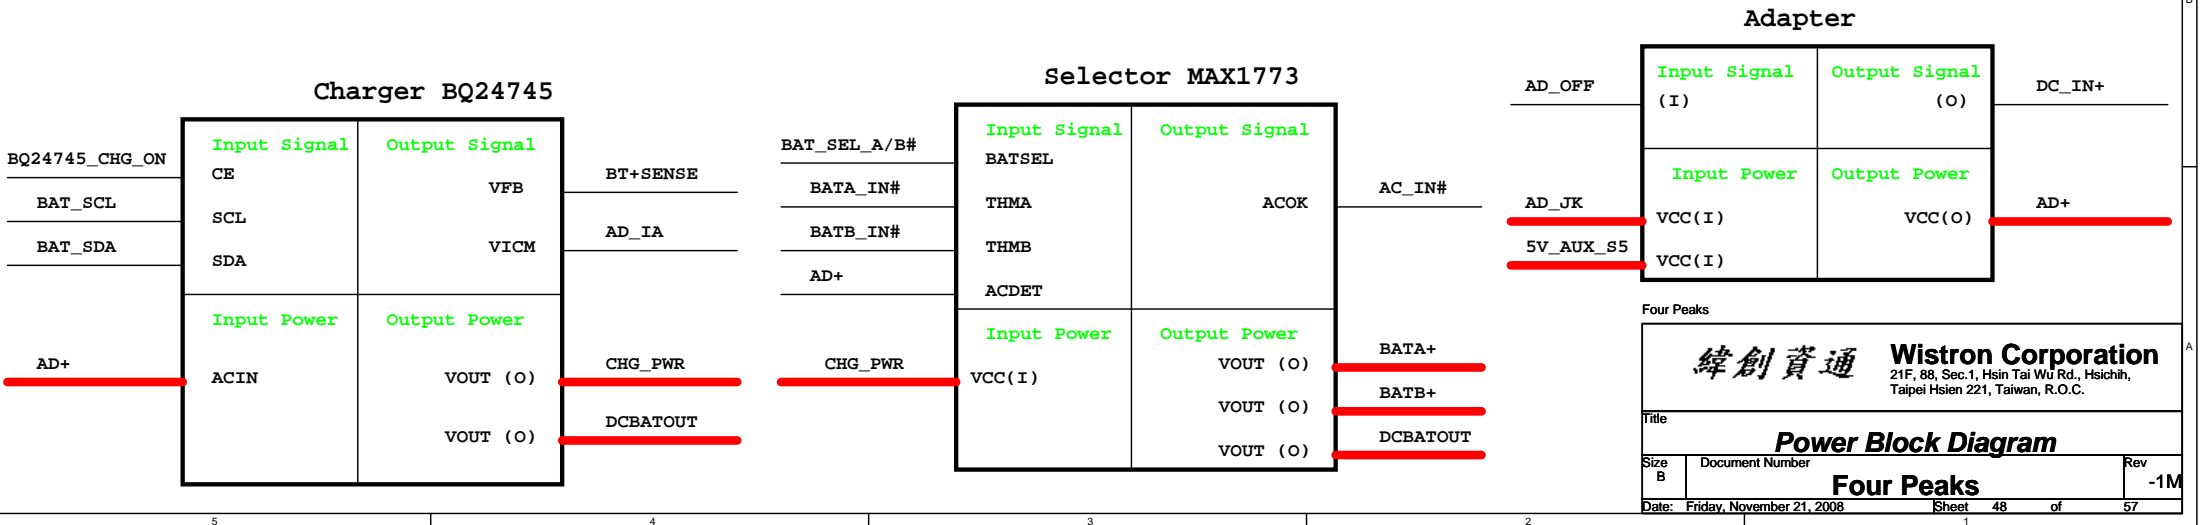 Charger BQ24745
Input Signal
Output Signal
BQ24745_CHG_ON
CE
BAT_SCL
SCL
BAT_SDA
SDA
VFB
BT+SENSE
VICM
AD_IA
Input Power
Output Power
AD+
ACIN
VOUT (O)
CHG_PWR
VOUT (O)
DCBATOUT
Selector MAX1773
Input Signal
Output Signal
BAT_SEL_A/B#
BATSEL
BATA_IN#
THMA
BATB_IN#
THMB
AD+
ACDET
ACOK
AC_IN#
Input Power
Output Power
CHG_PWR
VCC(I)
VOUT (O)
BATA+
VOUT (O)
BATB+
VOUT (O)
DCBATOUT
Adapter
Input Signal
Output Signal
AD_OFF
(I)
(O)
DC_IN+
Input Power
Output Power
AD_JK
VCC(I)
VCC(O)
AD+
5V_AUX_S5
VCC(I)
Four Peaks
緯創資通
Wistron Corporation
21F, 88, Sec.1, Hsin Tai Wu Rd., Hsichih,
Taipei Hsien 221, Taiwan, R.O.C.
Title
Power Block Diagram
Size
B
Document Number
Four Peaks
Rev
-1M
Date: Friday, November 21, 2008
Sheet 48 of 57
A
5 4 3 2 1